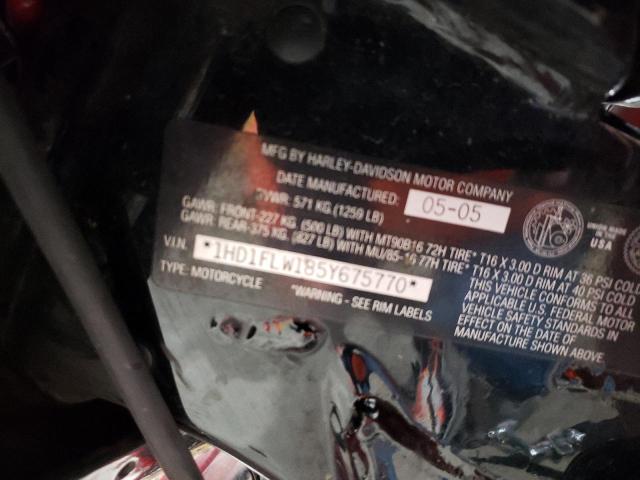 MFG BY HARLEY-DAVIDSON MOTOR COMPANY
DATE MANUFACTURED: 05-05
GVWR: 571 KG (1259 LB)
GAWR: FRONT-227 KG (500 LB) WITH MT90B16 72H TIRE* T16 X 3.00 D RIM AT 36 PSI COLD
GAWR: REAR-375 KG (827 LB) WITH MU/85-16 77H TIRE* T16 X 3.00 D RIM AT 40 PSI COLD
V.I.N. *1HD1FLW185Y675770*
TYPE: MOTORCYCLE
*WARNING - SEE RIM LABELS
THIS VEHICLE CONFORMS TO ALL
APPLICABLE U.S. FEDERAL MOTOR
VEHICLE SAFETY STANDARDS IN
EFFECT ON THE DATE OF
MANUFACTURE SHOWN ABOVE
USA